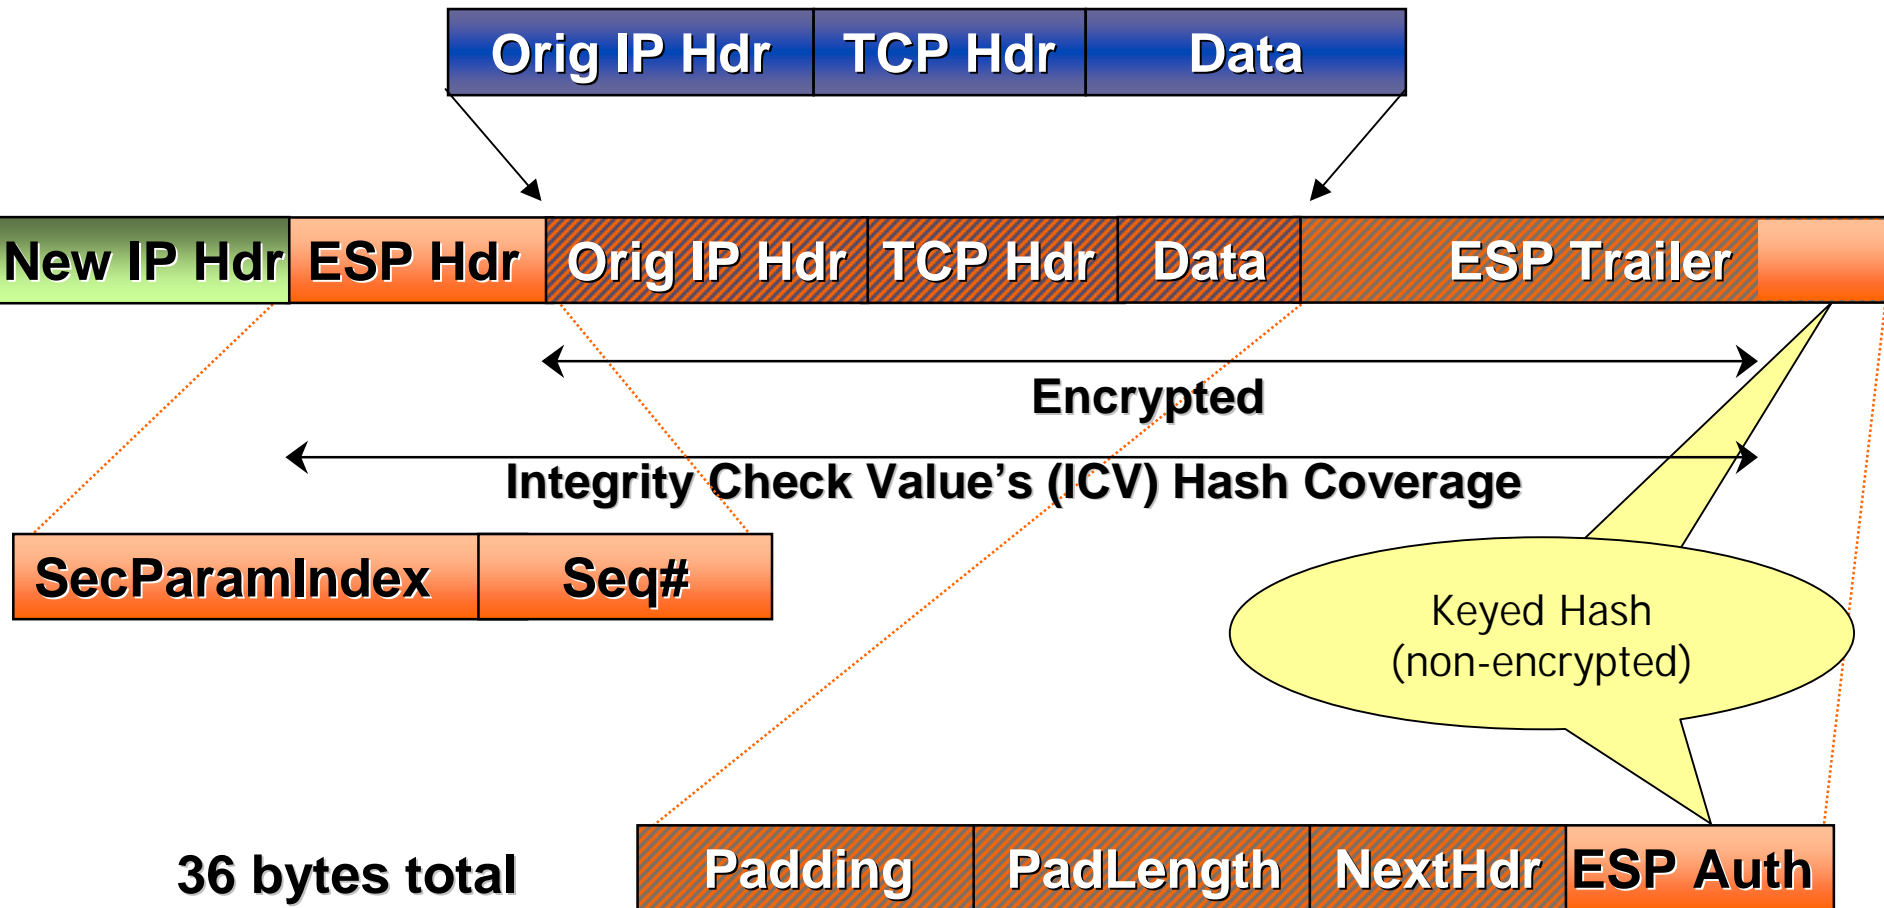 Orig IP Hdr TCP Hdr Data
New IP Hdr ESP Hdr Orig IP Hdr TCP Hdr Data ESP Trailer
Encrypted
Integrity Check Value’s (ICV) Hash Coverage
SecParamIndex Seq#
Keyed Hash
(non-encrypted)
36 bytes total
Padding PadLength NextHdr ESP Auth